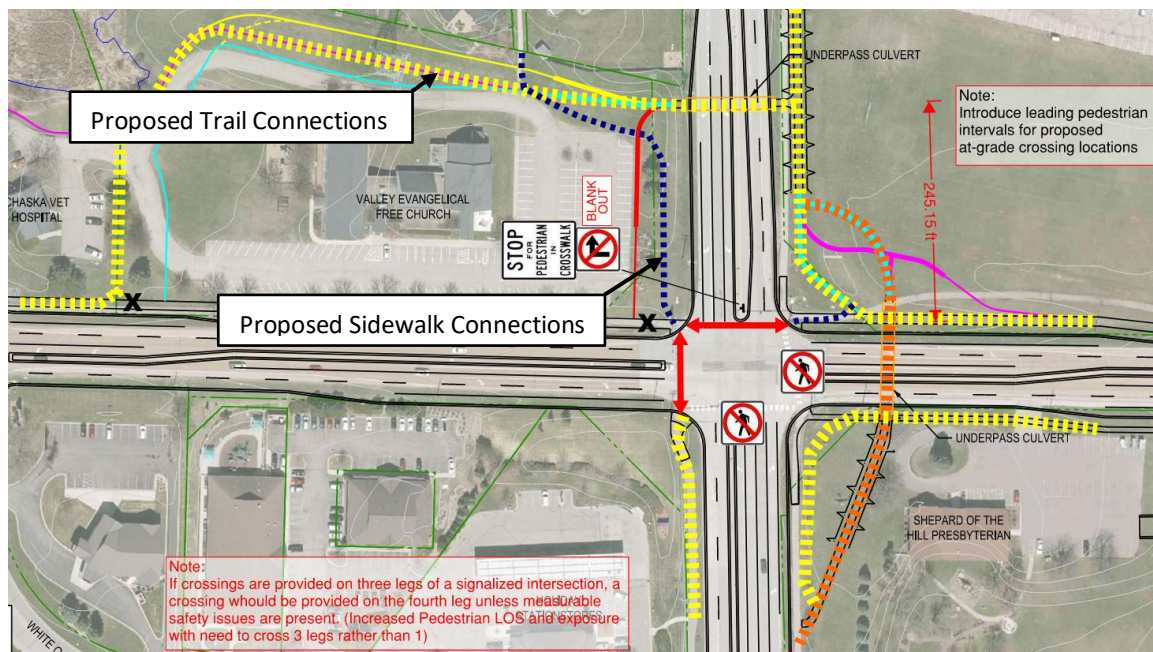 UNDERPASS CULVERT
Note:
Introduce leading pedestrian
intervals for proposed
at-grade crossing locations
Proposed Trail Connections
CHASKA VET
HOSPITAL
VALLEY EVANGELICAL
FREE CHURCH
BLANK
OUT
STOP
FOR
PEDESTRIAN
IN
CROSSWALK
245.15 ft
X
X
Proposed Sidewalk Connections
UNDERPASS CULVERT
SHEPARD OF THE
HILL PRESBYTERIAN
Note:
If crossings are provided on three legs of a signalized intersection, a
crossing whould be provided on the fourth leg unless measurable
safety issues are present. (Increased Pedestrian LOS and exposure
with need to cross 3 legs rather than 1)
HOLIDAY
STATIONSTORES
WHITE